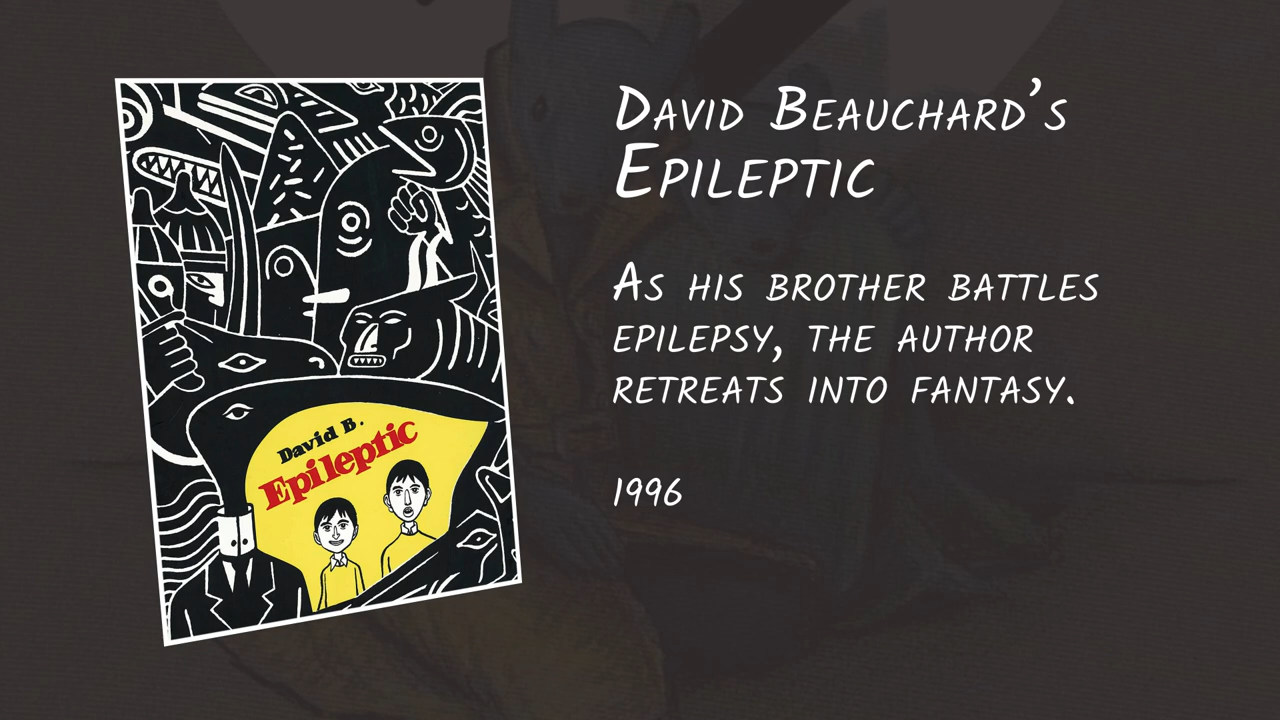 David B.
Epileptic
David Beauchard's
Epileptic
As his brother battles
epilepsy, the author
retreats into fantasy.
1996